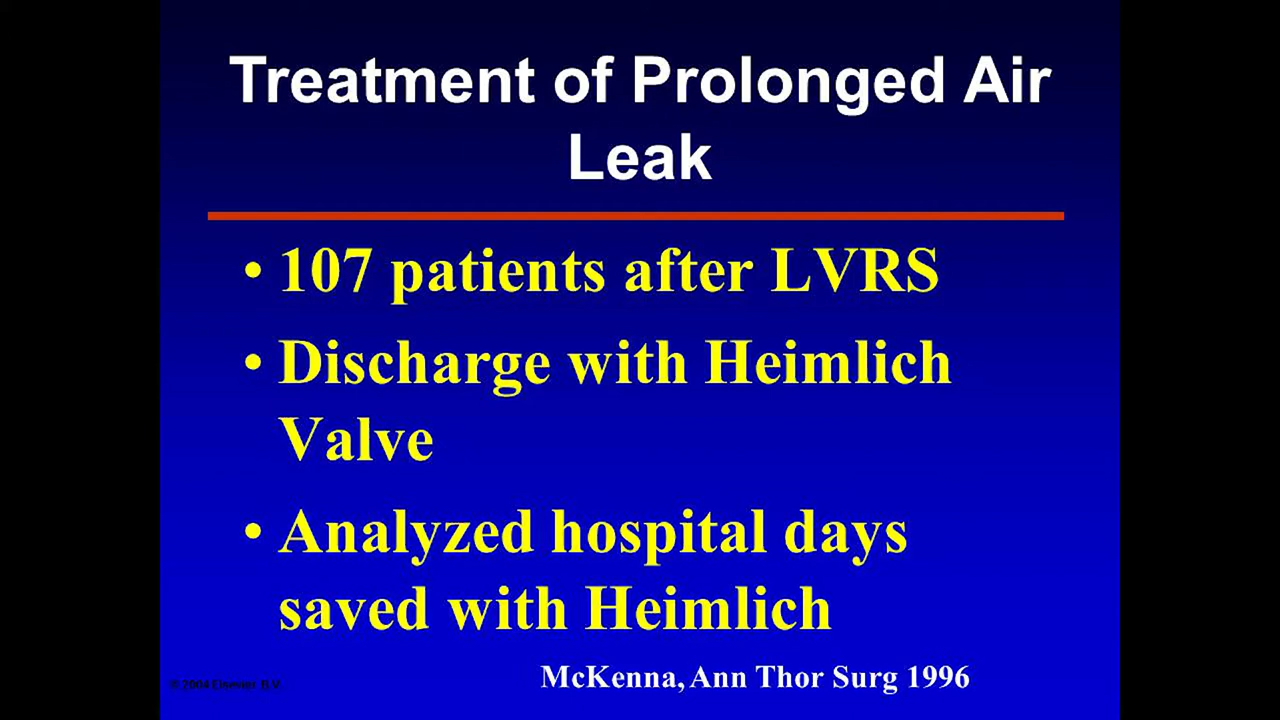 Treatment of Prolonged Air
Leak
• 107 patients after LVRS
• Discharge with Heimlich
Valve
• Analyzed hospital days
saved with Heimlich
McKenna, Ann Thor Surg 1996
© 2004 Elsevier B.V.